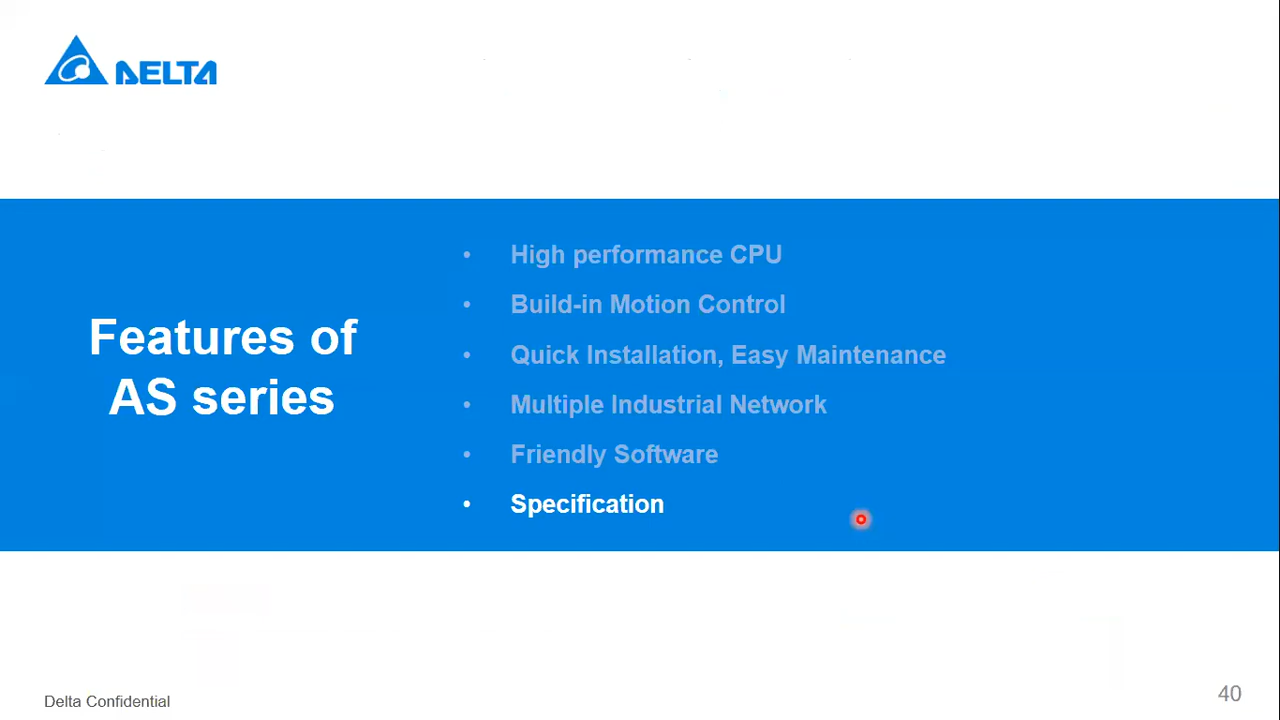 DELTA
Features of
AS series
• High performance CPU
• Build-in Motion Control
• Quick Installation, Easy Maintenance
• Multiple Industrial Network
• Friendly Software
• Specification
Delta Confidential
40